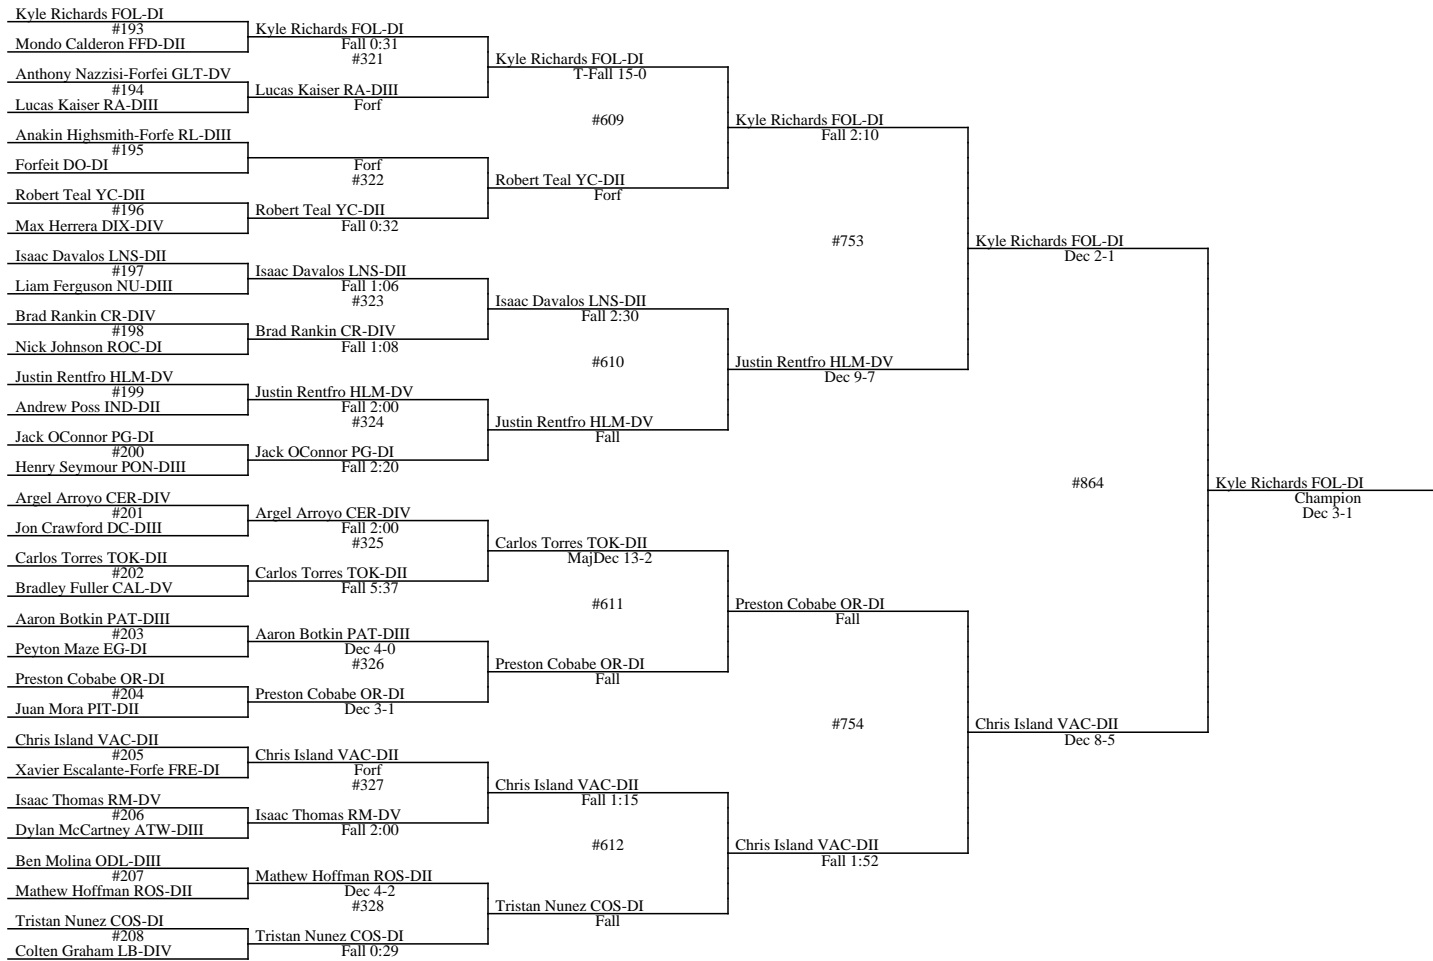 Kyle Richards FOL-DI
#193
Mondo Calderon FFD-DII
Anthony Nazzisi-Forfei GLT-DV
#194
Lucas Kaiser RA-DIII
Anakin Highsmith-Forfe RL-DIII
#195
Forfeit DO-DI
Robert Teal YC-DII
#196
Max Herrera DIX-DIV
Isaac Davalos LNS-DII
#197
Liam Ferguson NU-DIII
Brad Rankin CR-DIV
#198
Nick Johnson ROC-DI
Justin Rentfro HLM-DV
#199
Andrew Poss IND-DII
Jack OConnor PG-DI
#200
Henry Seymour PON-DIII
Argel Arroyo CER-DIV
#201
Jon Crawford DC-DIII
Carlos Torres TOK-DII
#202
Bradley Fuller CAL-DV
Aaron Botkin PAT-DIII
#203
Peyton Maze EG-DI
Preston Cobabe OR-DI
#204
Juan Mora PIT-DII
Chris Island VAC-DII
#205
Xavier Escalante-Forfe FRE-DI
Isaac Thomas RM-DV
#206
Dylan McCartney ATW-DIII
Ben Molina ODL-DIII
#207
Mathew Hoffman ROS-DII
Tristan Nunez COS-DI
#208
Colten Graham LB-DIV
Kyle Richards FOL-DI
Fall 0:31
#321
Lucas Kaiser RA-DIII
Forf
Forf
#322
Robert Teal YC-DII
Fall 0:32
Isaac Davalos LNS-DII
Fall 1:06
#323
Brad Rankin CR-DIV
Fall 1:08
Justin Rentfro HLM-DV
Fall 2:00
#324
Jack OConnor PG-DI
Fall 2:20
Argel Arroyo CER-DIV
Fall 2:00
#325
Carlos Torres TOK-DII
Fall 5:37
Aaron Botkin PAT-DIII
Dec 4-0
#326
Preston Cobabe OR-DI
Dec 3-1
Chris Island VAC-DII
Forf
#327
Isaac Thomas RM-DV
Fall 2:00
Mathew Hoffman ROS-DII
Dec 4-2
#328
Tristan Nunez COS-DI
Fall 0:29
Kyle Richards FOL-DI
T-Fall 15-0
#609
Robert Teal YC-DII
Forf
Isaac Davalos LNS-DII
Fall 2:30
#610
Justin Rentfro HLM-DV
Fall
Carlos Torres TOK-DII
MajDec 13-2
#611
Preston Cobabe OR-DI
Fall
Chris Island VAC-DII
Fall 1:15
#612
Tristan Nunez COS-DI
Fall
Kyle Richards FOL-DI
Fall 2:10
#753
Justin Rentfro HLM-DV
Dec 9-7
Preston Cobabe OR-DI
Fall
#754
Chris Island VAC-DII
Fall 1:52
Kyle Richards FOL-DI
Dec 2-1
#864
Chris Island VAC-DII
Dec 8-5
Kyle Richards FOL-DI
Champion
Dec 3-1